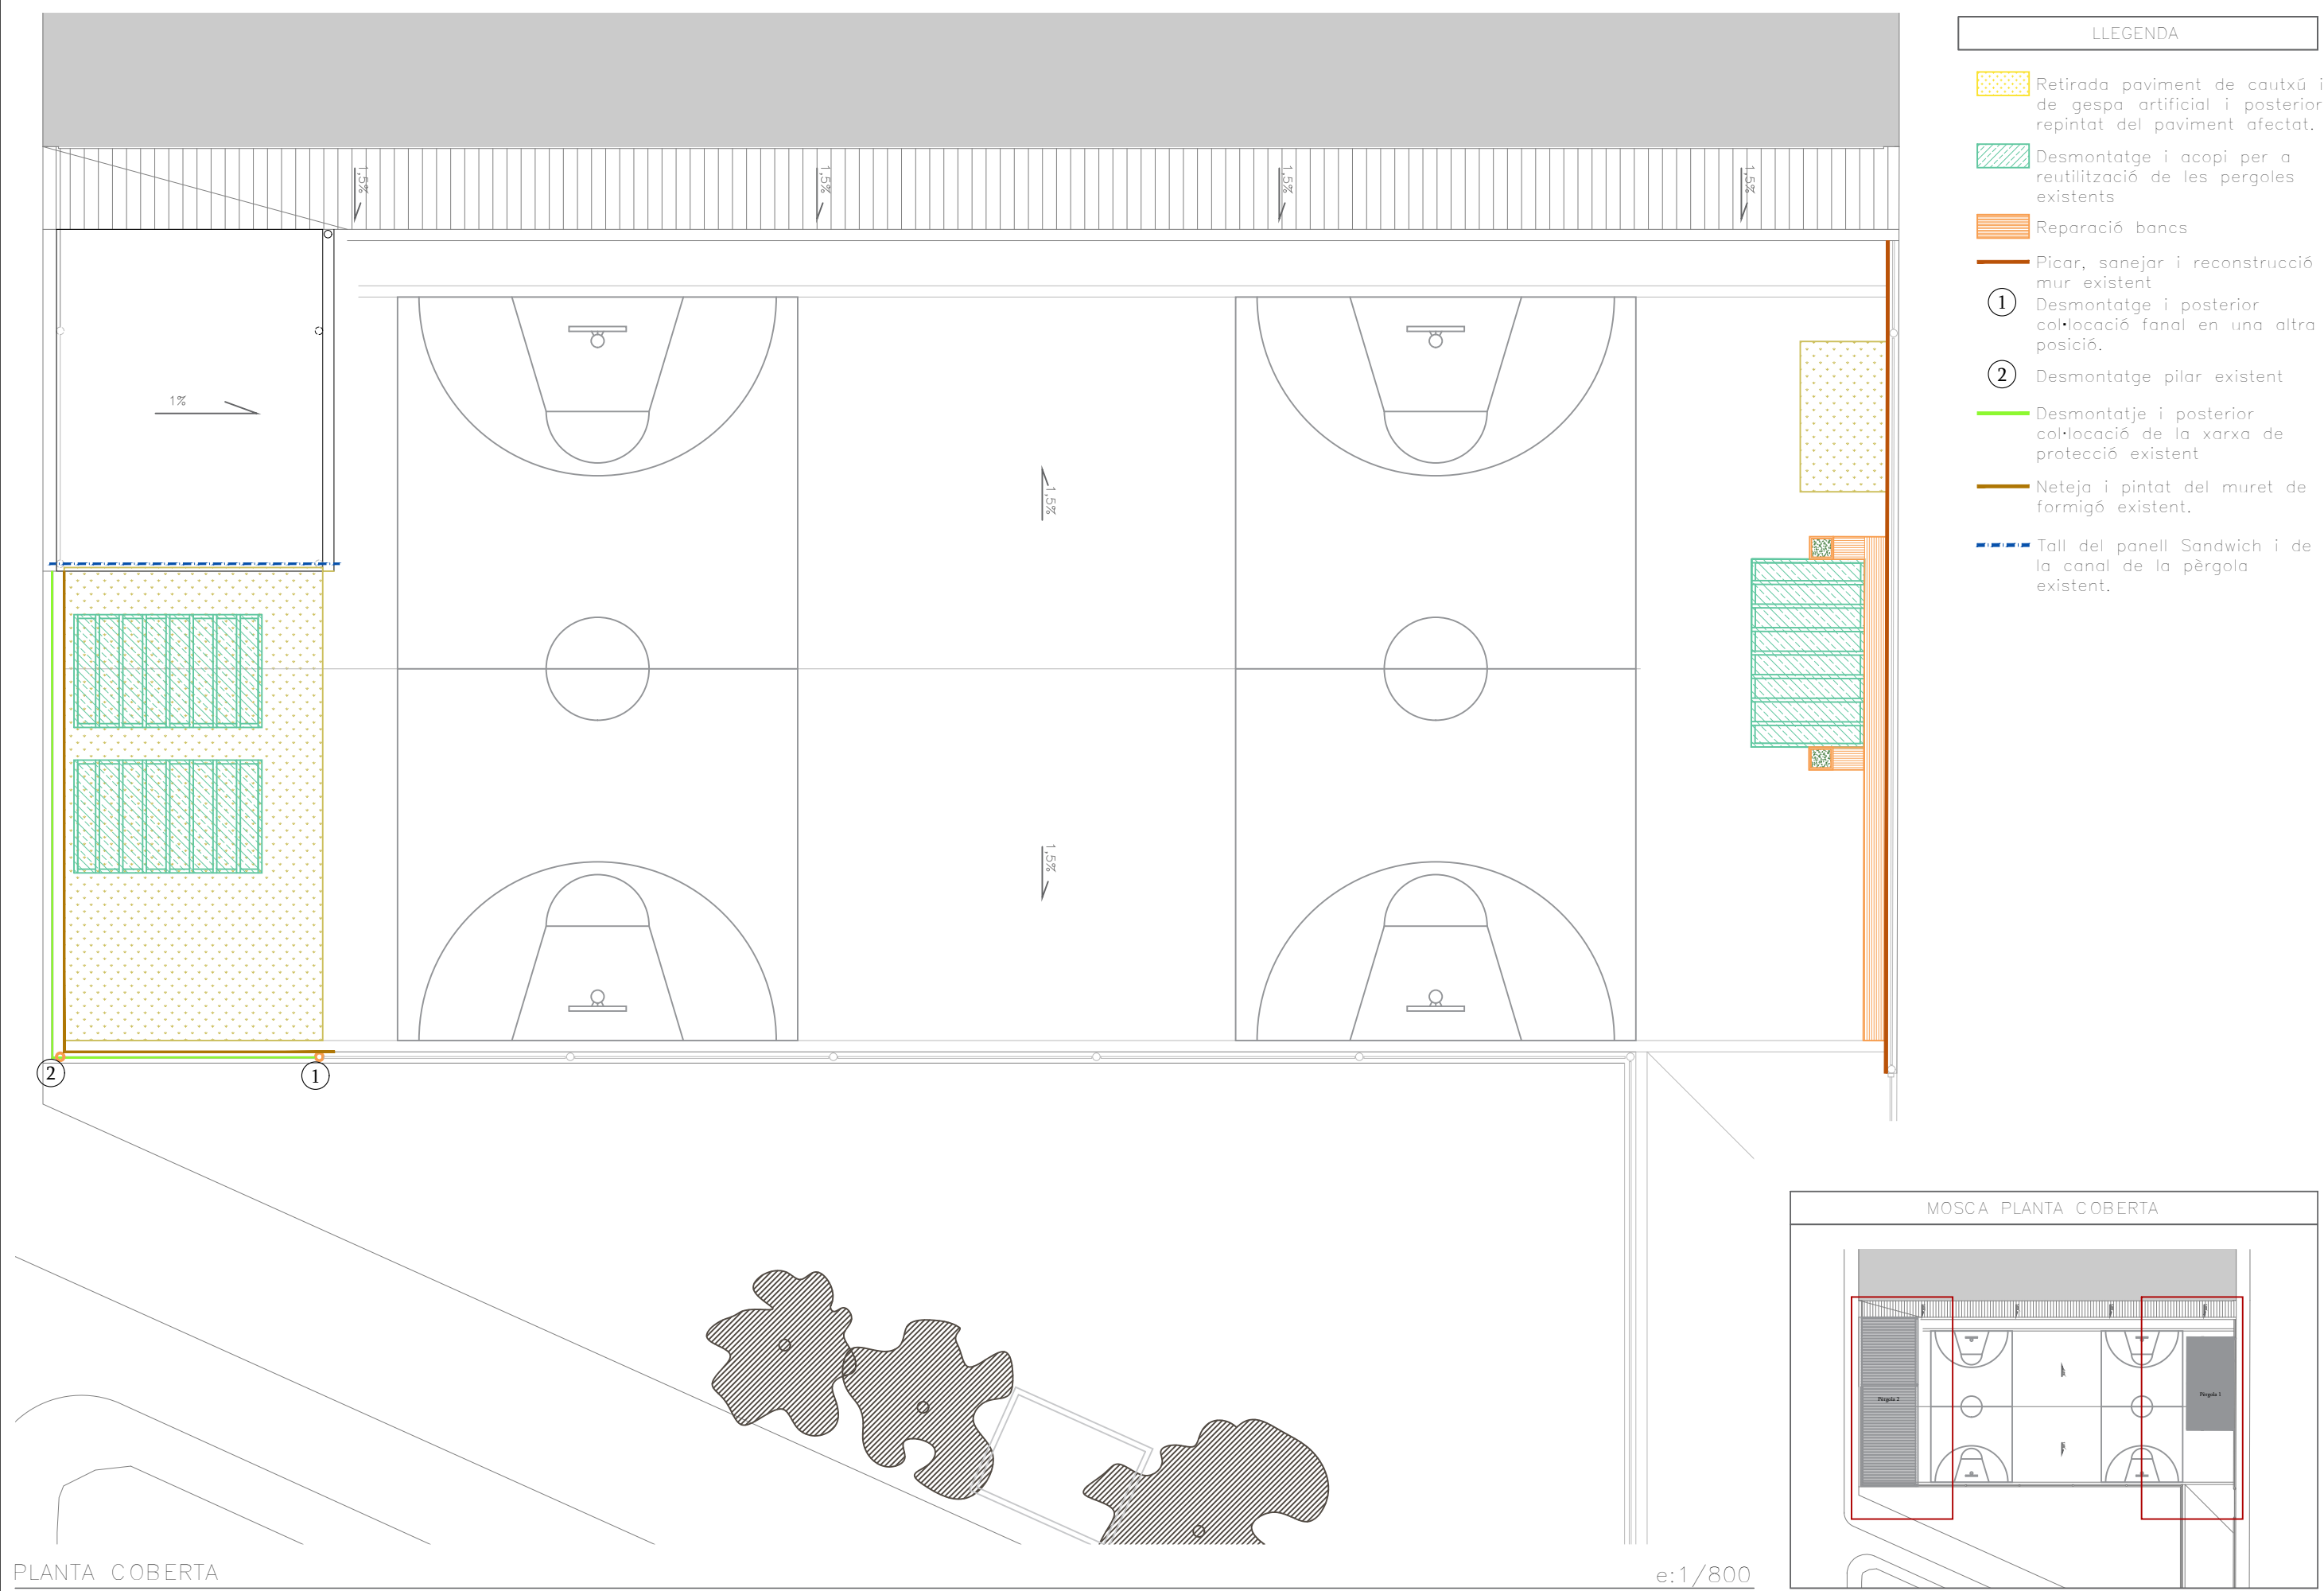 LLEGENDA
Retirada paviment de cautxú i
de gespa artificial i posterior
repintat del paviment afectat.
Desmontatge i acopi per a
reutilització de les pergoles
existents
Reparació bancs
Picar, sanejar i reconstrucció
mur existent
1
Desmontatge i posterior
col•locació fanal en una altra
posició.
2
Desmontatge pilar existent
Desmontatje i posterior
col•locació de la xarxa de
protecció existent
Neteja i pintat del muret de
formigó existent.
Tall del panell Sandwich i de
la canal de la pèrgola
existent.
1,5%
1,5%
1,5%
1,5%
1%
1,5%
1,5%
2
1
MOSCA PLANTA COBERTA
Pèrgola 2
Pèrgola 1
PLANTA COBERTA
e:1/800